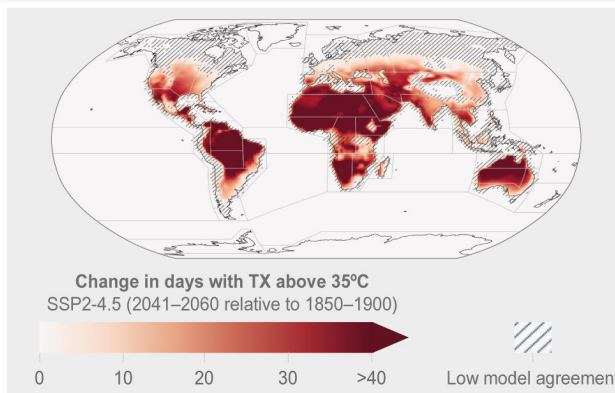 Change in days with TX above 35ºC
SSP2-4.5 (2041–2060 relative to 1850–1900)
0 10 20 30 >40
Low model agreement